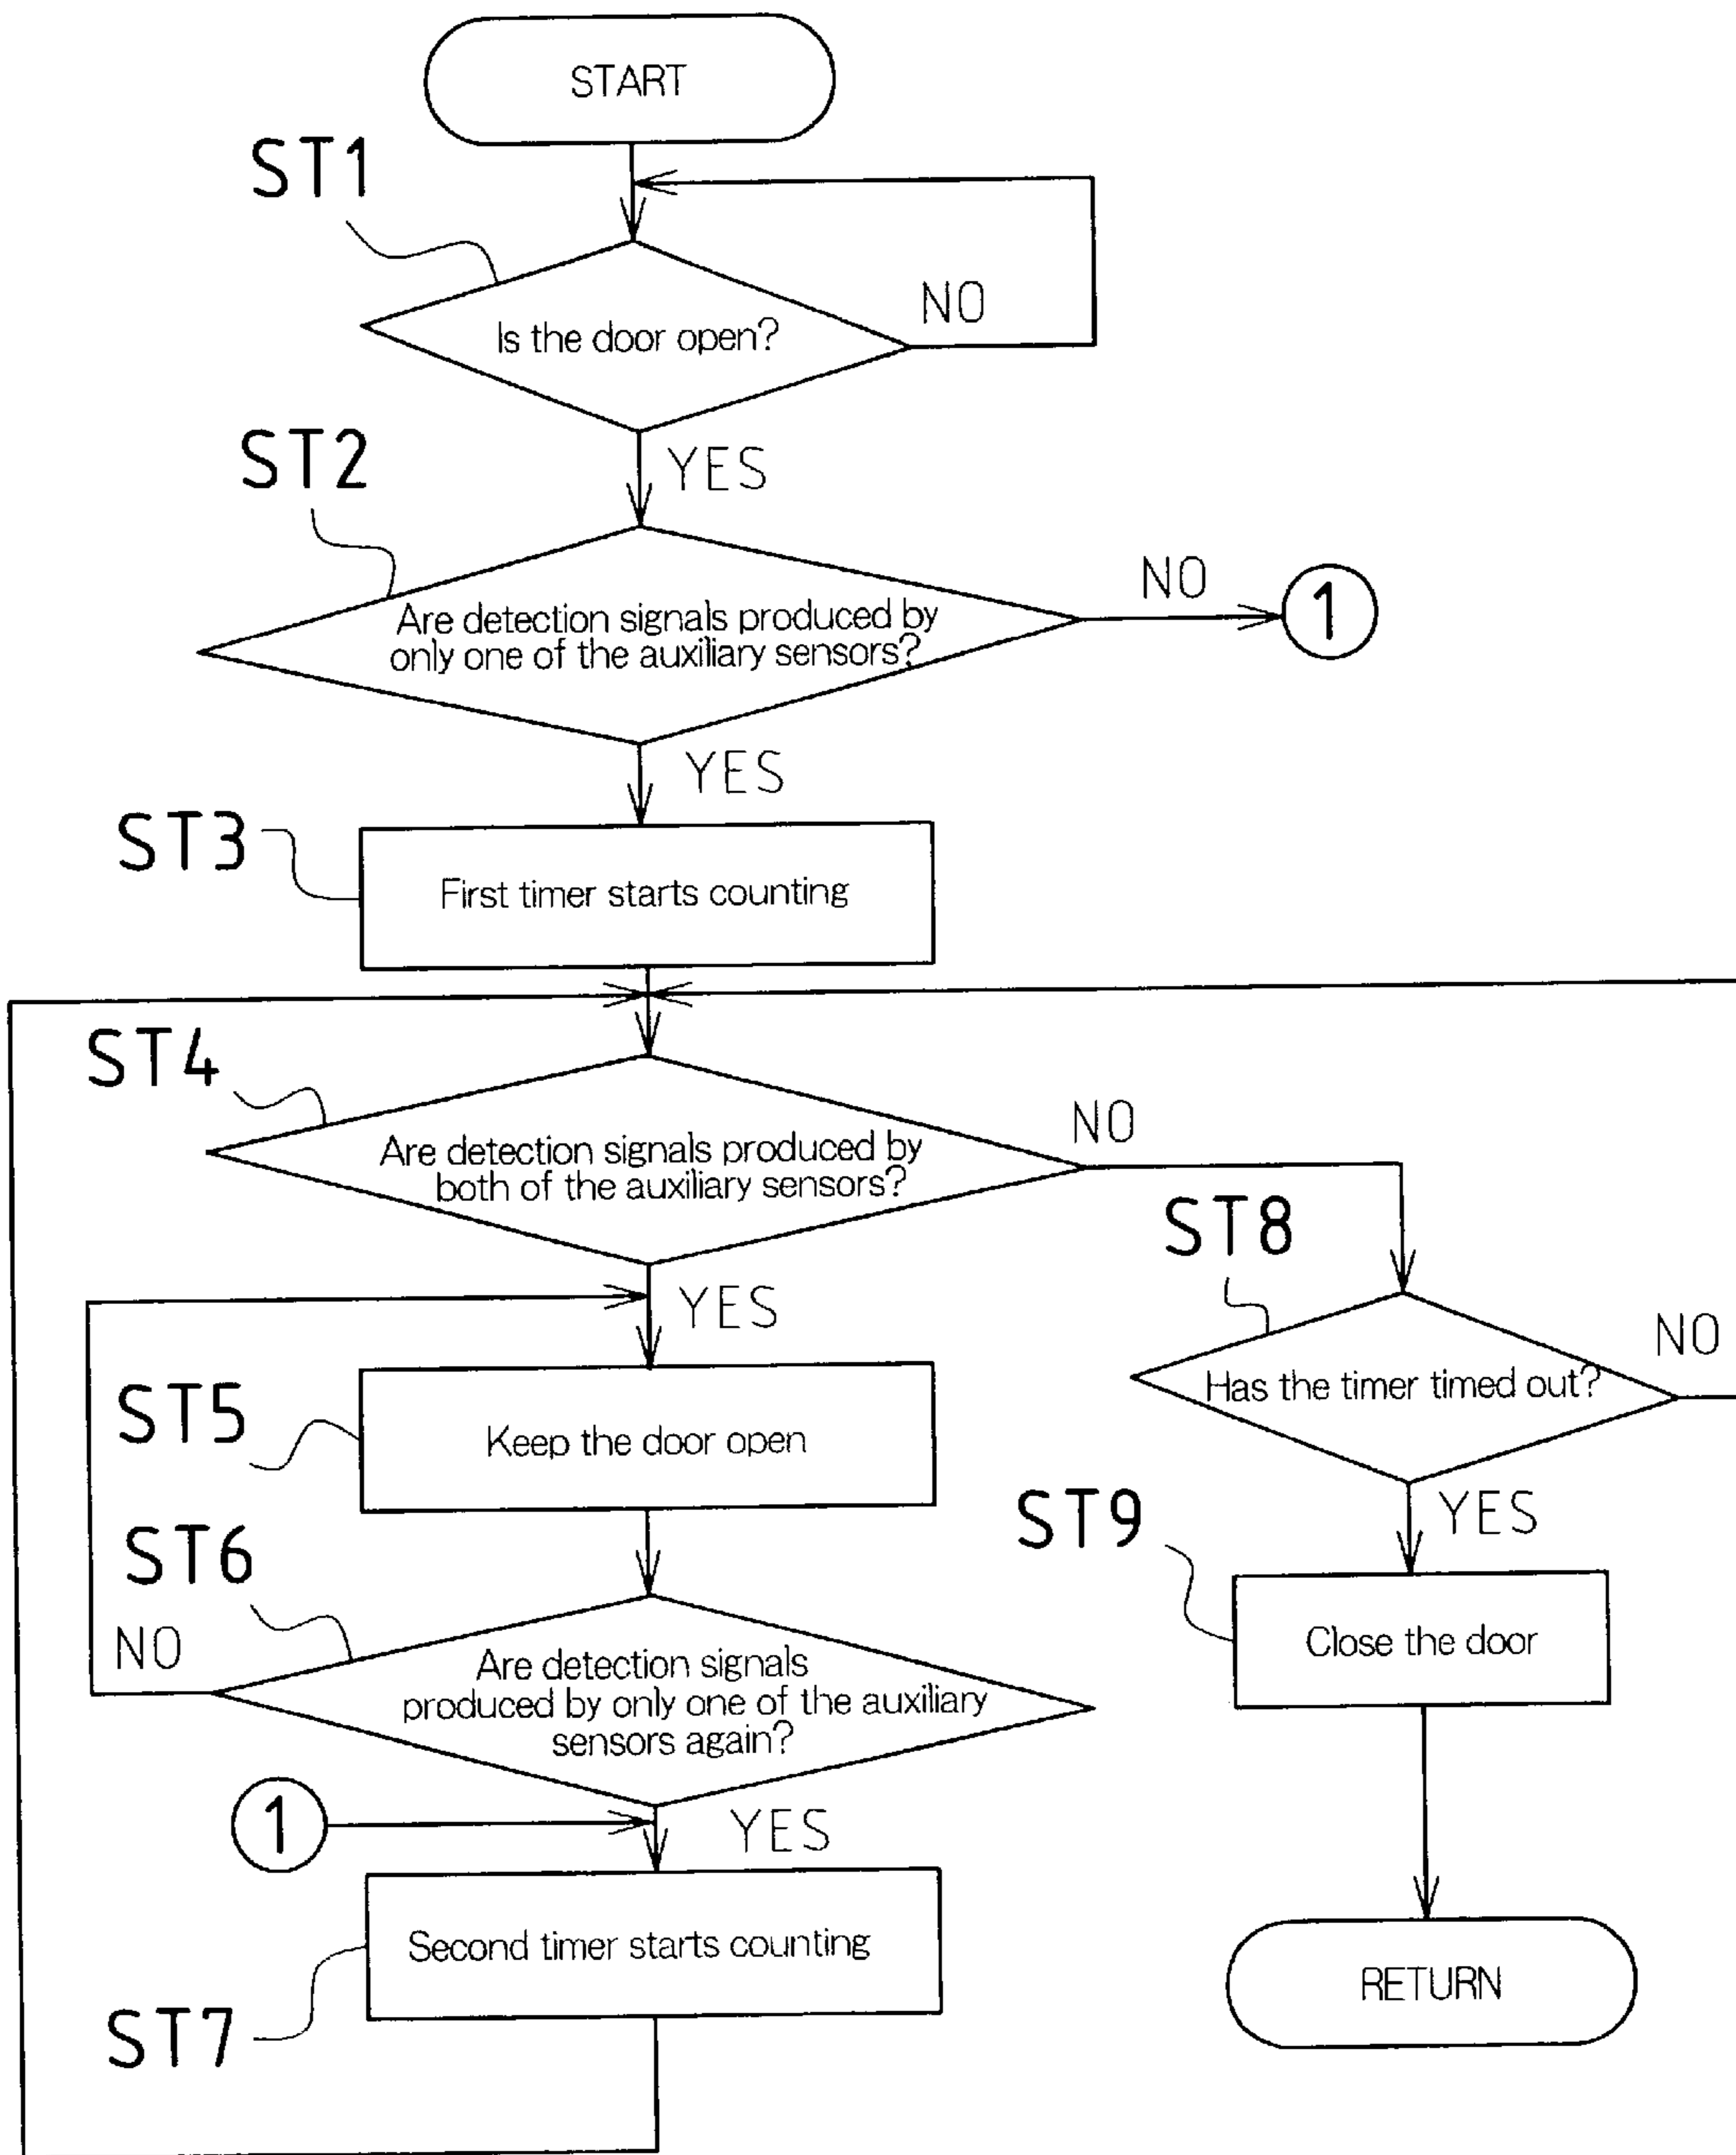 START
ST1
NO
Is the door open?
ST2
YES
NO
1
Are detection signals produced by
only one of the auxiliary sensors?
YES
ST3
First timer starts counting
ST4
NO
Are detection signals produced by
both of the auxiliary sensors?
ST8
YES
NO
Has the timer timed out?
ST5
Keep the door open
YES
ST9
ST6
NO
Close the door
Are detection signals
produced by only one of the auxiliary
sensors again?
1
YES
Second timer starts counting
RETURN
ST7